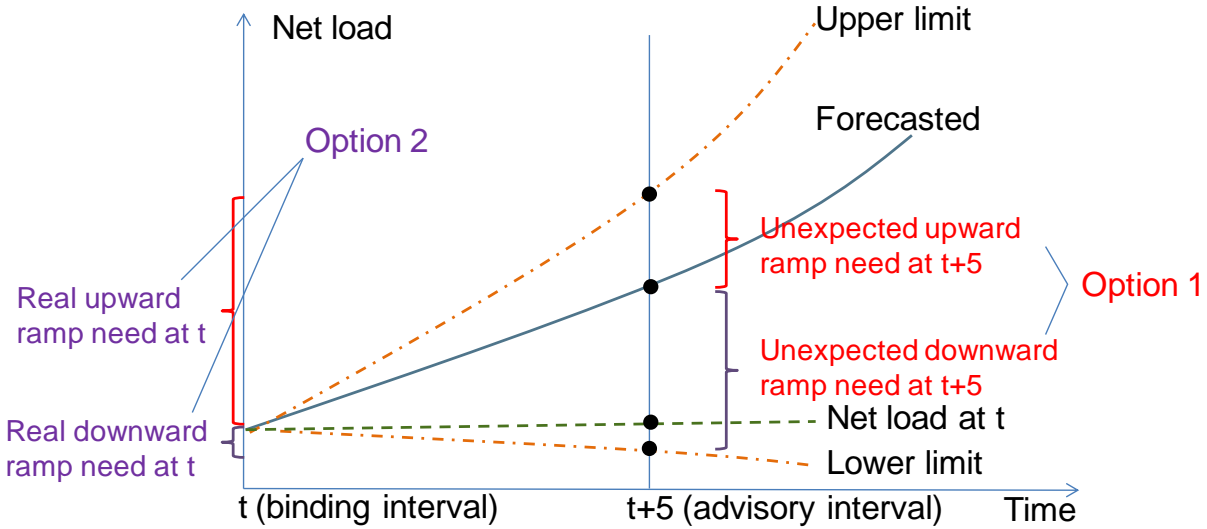 Net load
Upper limit
Forecasted
Option 2
Unexpected upward
ramp need at t+5
Option 1
Real upward
ramp need at t
Unexpected downward
ramp need at t+5
Net load at t
Real downward
ramp need at t
Lower limit
t (binding interval)
t+5 (advisory interval)
Time